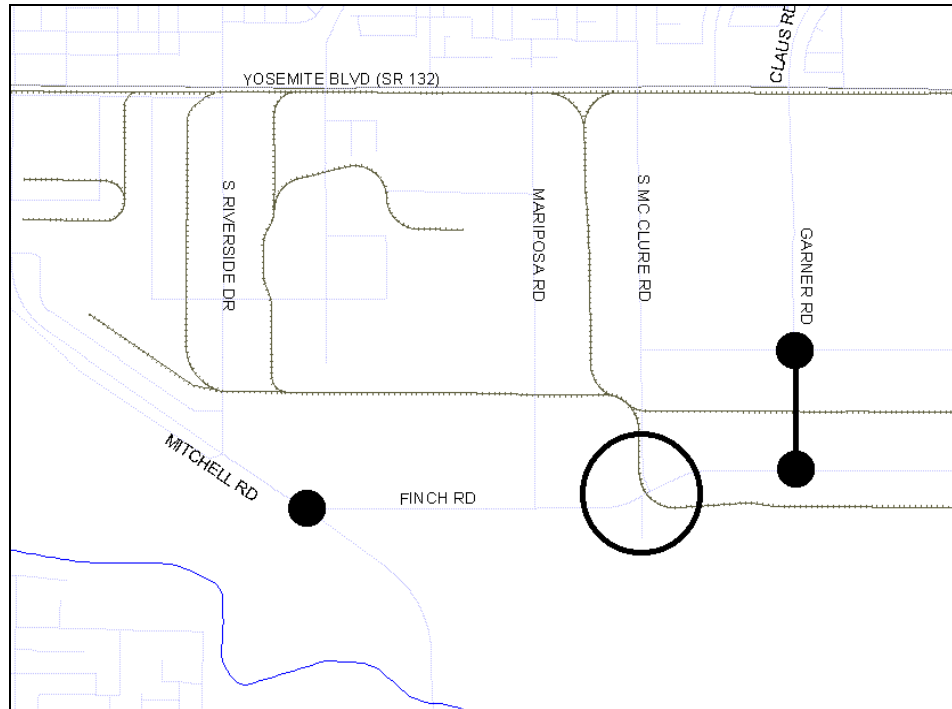 CLAUS RD
YOSEMITE BLVD (SR 132)
S RIVERSIDE DR
MARIPOSA RD
S MC CLURE RD
GARNER RD
MITCHELL RD
FINCH RD